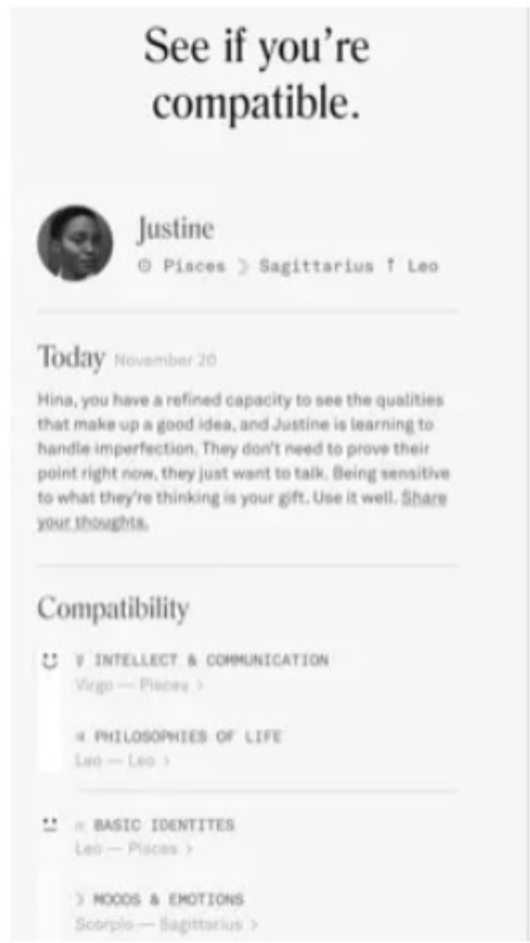 See if you're
compatible.
Justine
☉ Pisces ☽ Sagittarius ↑ Leo
Today November 20
Hina, you have a refined capacity to see the qualities
that make up a good idea, and Justine is learning to
handle imperfection. They don't need to prove their
point right now, they just want to talk. Being sensitive
to what they're thinking is your gift. Use it well. Share
your thoughts.
Compatibility
INTELLECT & COMMUNICATION
Virgo — Pisces >
PHILOSOPHIES OF LIFE
Leo — Leo >
BASIC IDENTITES
Leo — Pisces >
☽ MOODS & EMOTIONS
Scorpio — Sagittarius >